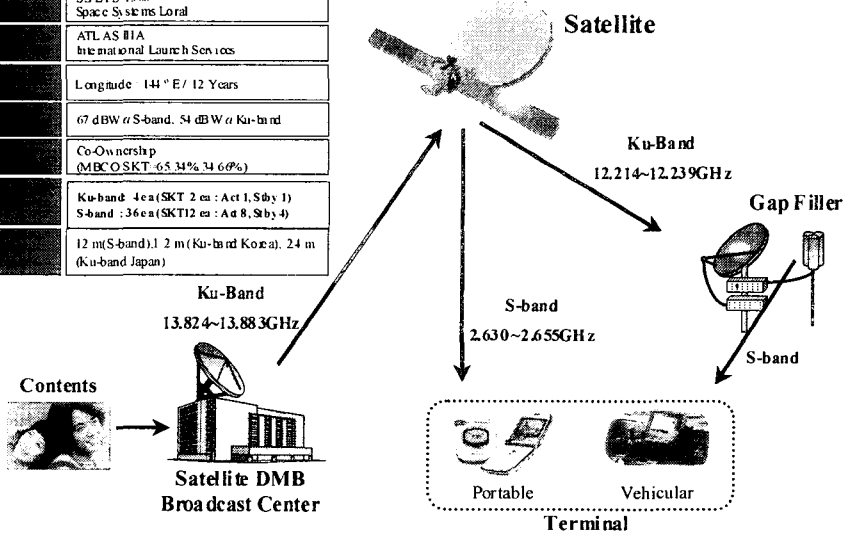 Space Systems Loral
ATLAS IIIA
International Launch Services
Longitude : 144° E / 12 Years
67 dBW @ S-band, 54 dBW @ Ku-band
Co-Ownership
(MBCO SKT : 65.34% 34.66%)
Ku-band: 4ea (SKT 2 ea : Act 1, Stby 1)
S-band : 36ea (SKT12 ea : Act 8, Stby 4)
12 m (S-band), 1.2 m (Ku-band Korea), 2.4 m
(Ku-band Japan)
Satellite
Ku-Band
12.214~12.239GHz
Gap Filler
Ku-Band
13.824~13.883GHz
S-band
2.630~2.655GHz
S-band
Contents
Satellite DMB
Broadcast Center
Portable
Vehicular
Terminal